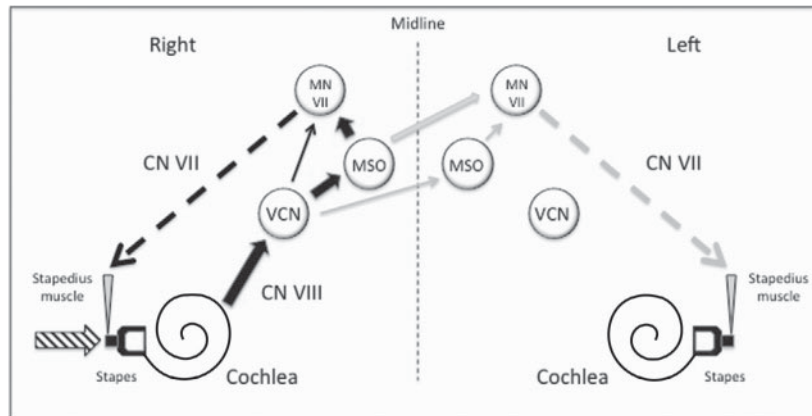 Midline
Right
Left
MN
VII
MN
VII
CN VII
MSO
MSO
CN VII
VCN
VCN
Stapedius
muscle
CN VIII
Stapedius
muscle
Stapes
Cochlea
Cochlea
Stapes